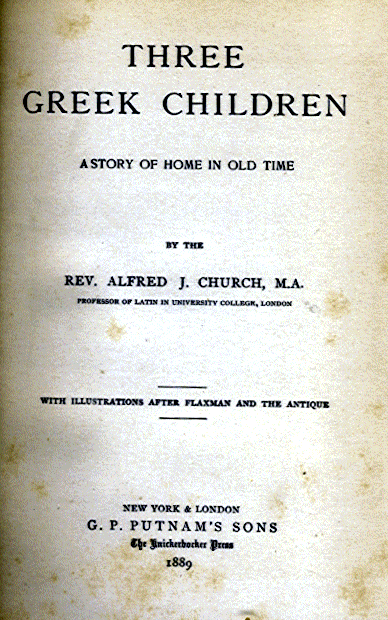 THREE
GREEK CHILDREN
A STORY OF HOME IN OLD TIME
BY THE
REV. ALFRED J. CHURCH, M.A.
PROFESSOR OF LATIN IN UNIVERSITY COLLEGE, LONDON
WITH ILLUSTRATIONS AFTER FLAXMAN AND THE ANTIQUE
NEW YORK & LONDON
G. P. PUTNAM'S SONS
The Knickerbocker Press
1889